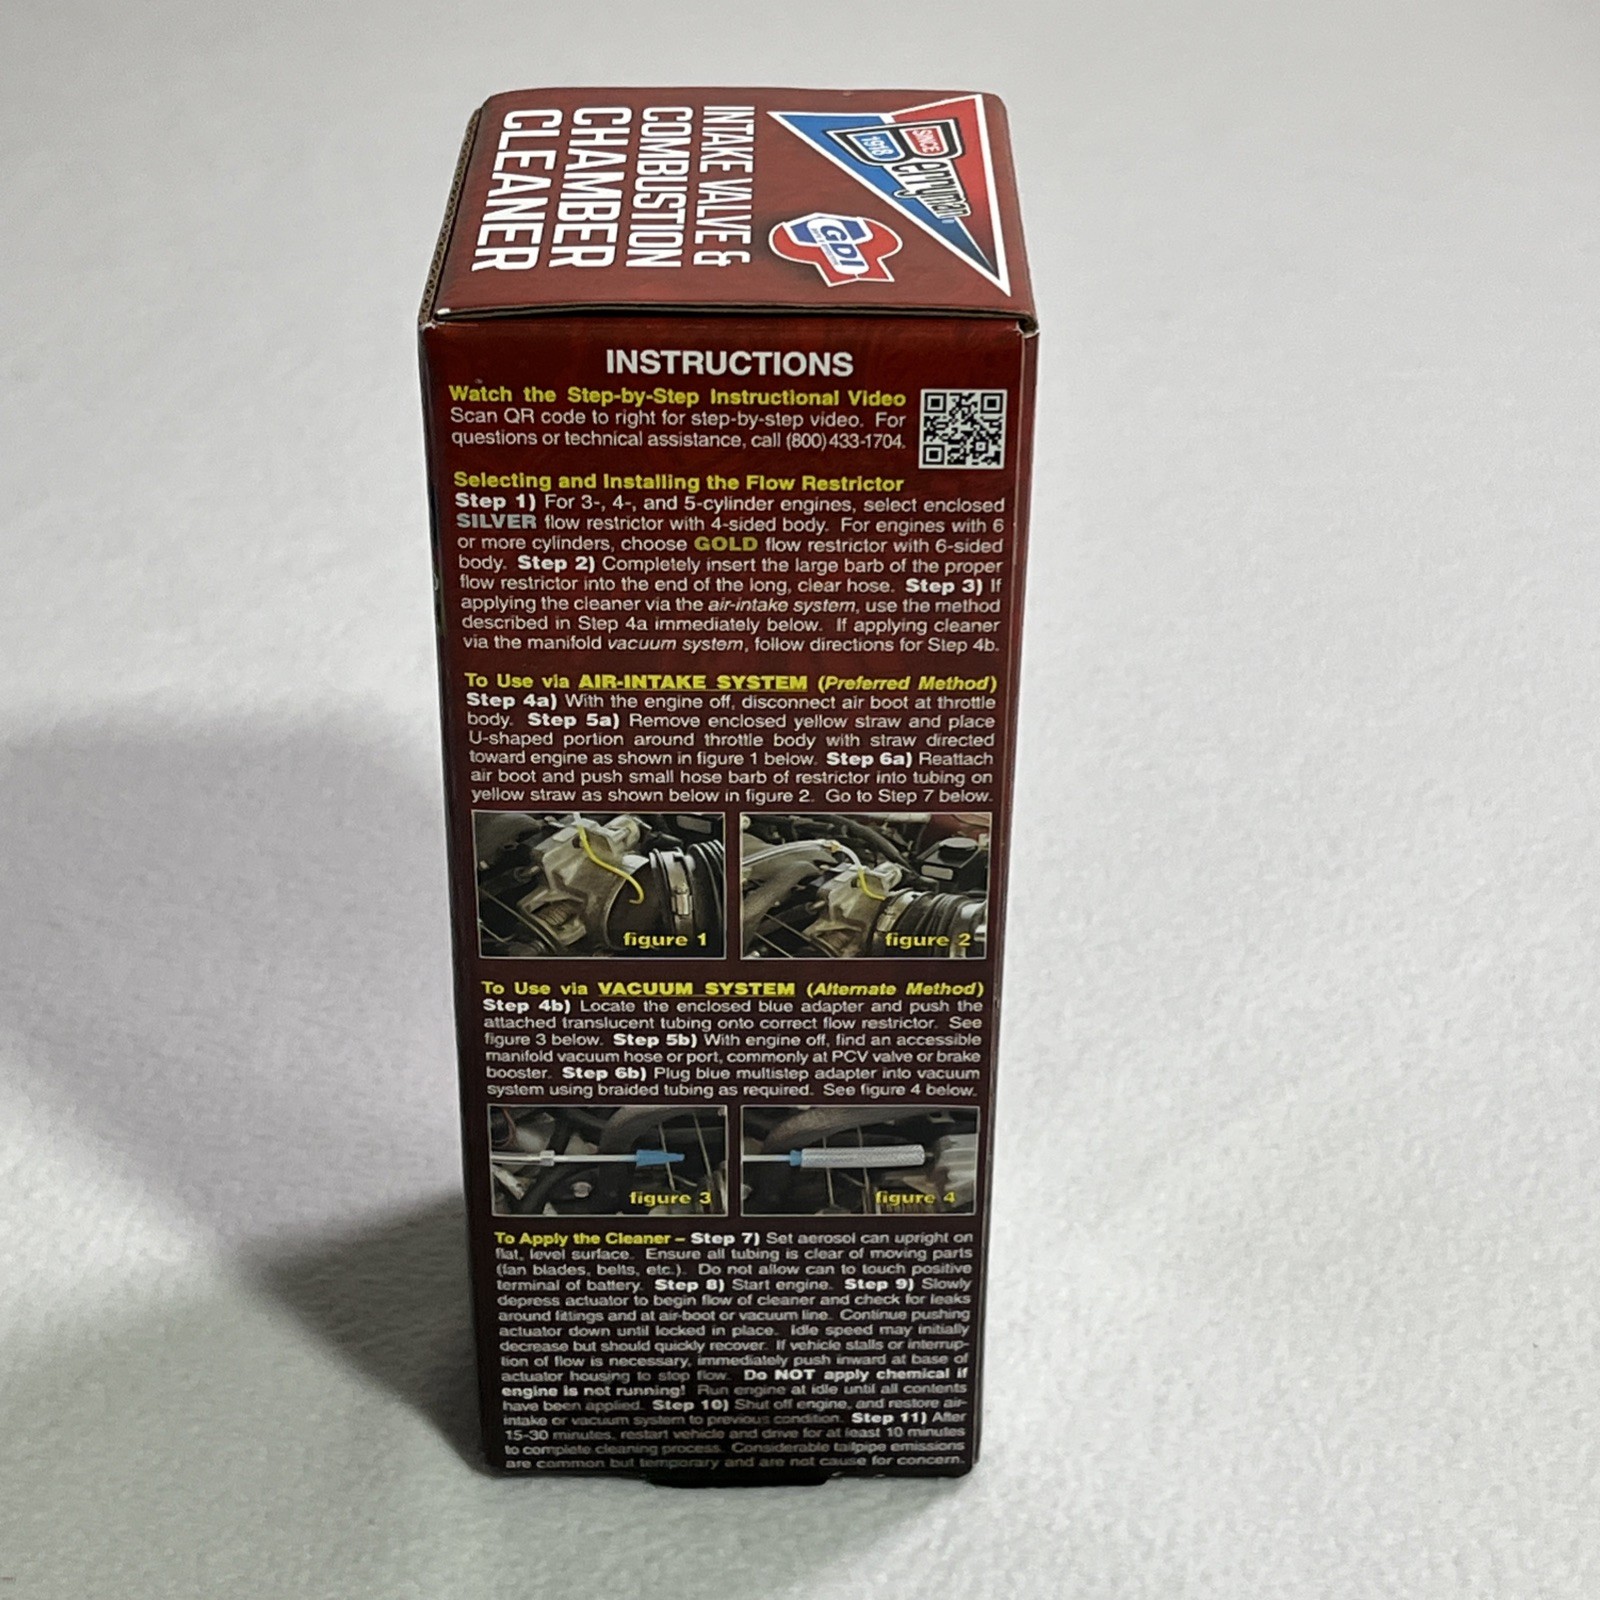 INTAKE VALVE &
COMBUSTION
CHAMBER
CLEANER
Berryman
SINCE
1918
GDI
INSTRUCTIONS
Watch the Step-by-Step Instructional Video
Scan QR code to right for step-by-step video. For
questions or technical assistance, call (800) 433-1704.
Selecting and Installing the Flow Restrictor
Step 1) For 3-, 4-, and 5-cylinder engines, select enclosed
SILVER flow restrictor with 4-sided body. For engines with 6
or more cylinders, choose GOLD flow restrictor with 6-sided
body. Step 2) Completely insert the large barb of the proper
flow restrictor into the end of the long, clear hose. Step 3) If
applying the cleaner via the air-intake system, use the method
described in Step 4a immediately below. If applying cleaner
via the manifold vacuum system, follow directions for Step 4b.
To Use via AIR-INTAKE SYSTEM (Preferred Method)
Step 4a) With the engine off, disconnect air boot at throttle
body. Step 5a) Remove enclosed yellow straw and place
U-shaped portion around throttle body with straw directed
toward engine as shown in figure 1 below. Step 6a) Reattach
air boot and push small hose barb of restrictor into tubing on
yellow straw as shown below in figure 2. Go to Step 7 below.
figure 1
figure 2
To Use via VACUUM SYSTEM (Alternate Method)
Step 4b) Locate the enclosed blue adapter and push the
attached translucent tubing onto correct flow restrictor. See
figure 3 below. Step 5b) With engine off, find an accessible
manifold vacuum hose or port, commonly at PCV valve or brake
booster. Step 6b) Plug blue multistep adapter into vacuum
system using braided tubing as required. See figure 4 below.
figure 3
figure 4
To Apply the Cleaner – Step 7) Set aerosol can upright on
flat, level surface. Ensure all tubing is clear of moving parts
(fan blades, belts, etc.). Do not allow can to touch positive
terminal of battery. Step 8) Start engine. Step 9) Slowly
depress actuator to begin flow of cleaner and check for leaks
around fittings and at air-boot or vacuum line. Continue pushing
actuator down until locked in place. Idle speed may initially
decrease but should quickly recover. If vehicle stalls or interrup-
tion of flow is necessary, immediately push inward at base of
actuator housing to stop flow. Do NOT apply chemical if
engine is not running! Run engine at idle until all contents
have been applied. Step 10) Shut off engine, and restore air-
intake or vacuum system to previous condition. Step 11) After
15-30 minutes, restart vehicle and drive for at least 10 minutes
to complete cleaning process. Considerable tailpipe emissions
are common but temporary and are not cause for concern.